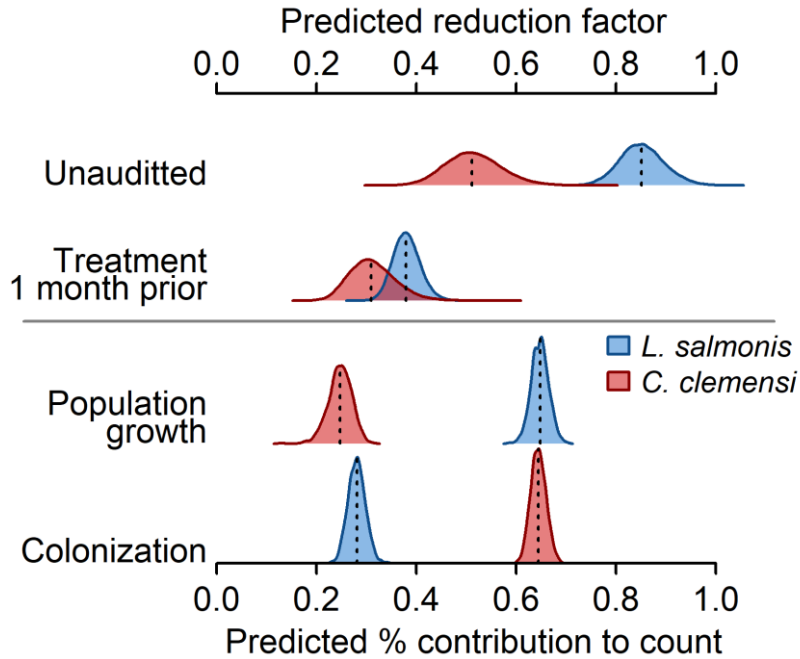 Predicted reduction factor
0.0 0.2 0.4 0.6 0.8 1.0
Unauditted
Treatment
1 month prior
L. salmonis
C. clemensi
Population
growth
Colonization
0.0 0.2 0.4 0.6 0.8 1.0
Predicted % contribution to count